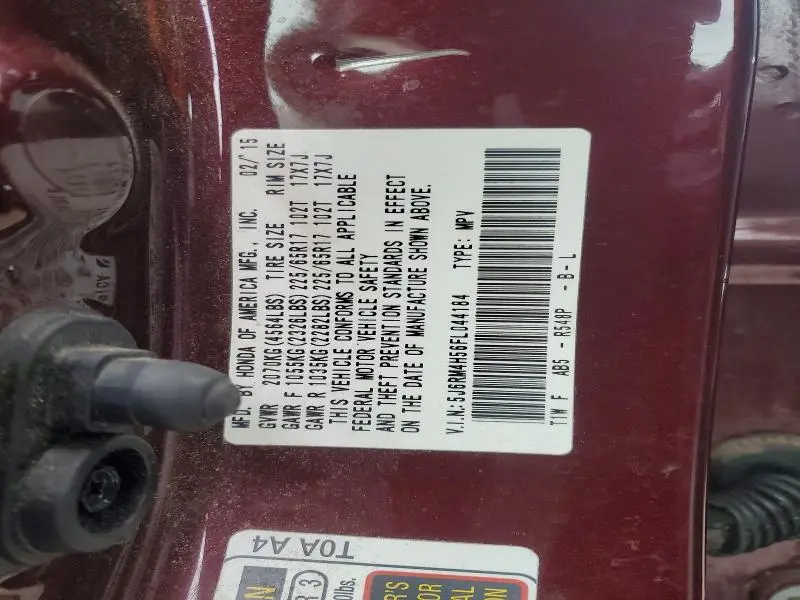 MFD. BY HONDA OF AMERICA MFG., INC. 02/'15
GVWR 2070KG(4564LBS) TIRE SIZE RIM SIZE
GAWR F 1055KG(2326LBS) 225/65R17 102T 17X7J
GAWR R 1035KG(2282LBS) 225/65R17 102T 17X7J
THIS VEHICLE CONFORMS TO ALL APPLICABLE
FEDERAL MOTOR VEHICLE SAFETY
AND THEFT PREVENTION STANDARDS IN EFFECT
ON THE DATE OF MANUFACTURE SHOWN ABOVE.
V.I.N.:5J6RM4H56FL044184 TYPE: MPV
T1W F AB5 -R548P -B-L
T0A A4
R 3
0lbs.